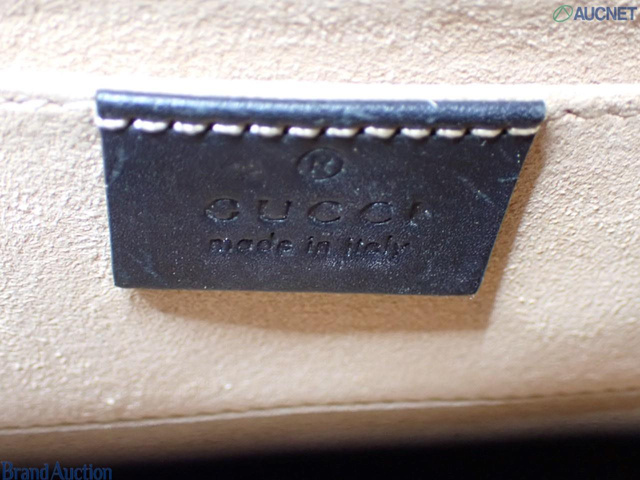 AUCNET
®
GUCCI
made in Italy
Brand Auction